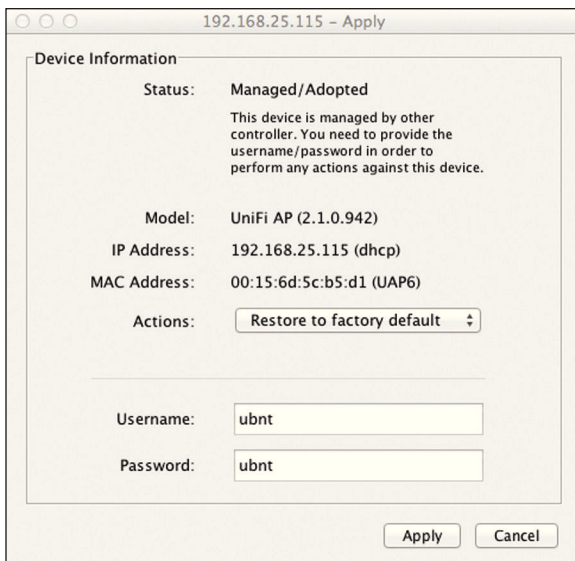 192.168.25.115 – Apply
Device Information
Status: Managed/Adopted
This device is managed by other
controller. You need to provide the
username/password in order to
perform any actions against this device.
Model: UniFi AP (2.1.0.942)
IP Address: 192.168.25.115 (dhcp)
MAC Address: 00:15:6d:5c:b5:d1 (UAP6)
Actions: Restore to factory default
Username: ubnt
Password: ubnt
Apply Cancel